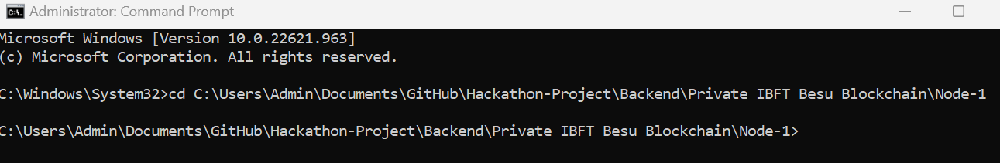 Administrator: Command Prompt
Microsoft Windows [Version 10.0.22621.963]
(c) Microsoft Corporation. All rights reserved.
C:\Windows\System32>cd C:\Users\Admin\Documents\GitHub\Hackathon-Project\Backend\Private IBFT Besu Blockchain\Node-1
C:\Users\Admin\Documents\GitHub\Hackathon-Project\Backend\Private IBFT Besu Blockchain\Node-1>